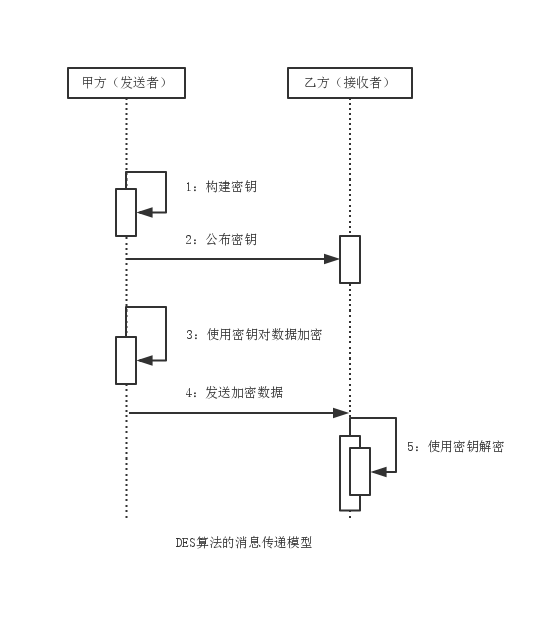 甲方（发送者）
乙方（接收者）
1：构建密钥
2：公布密钥
3：使用密钥对数据加密
4：发送加密数据
5：使用密钥解密
DES算法的消息传递模型